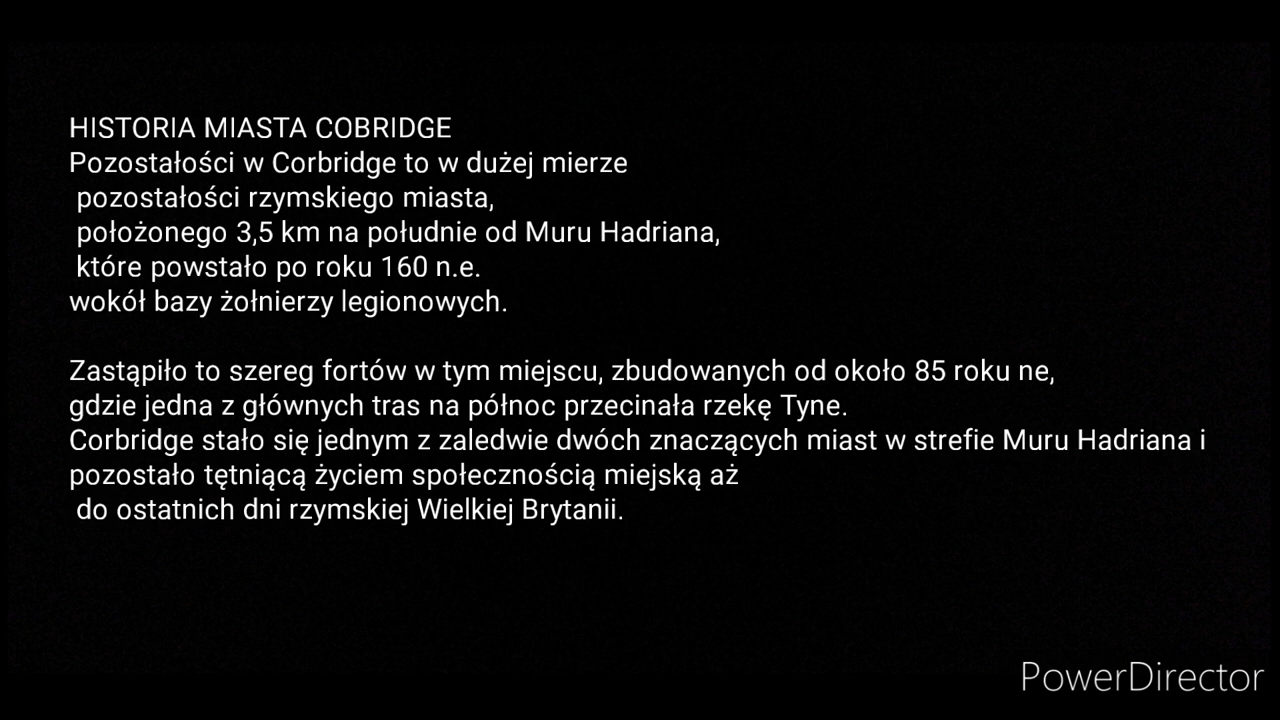 HISTORIA MIASTA COBRIDGE
Pozostałości w Corbridge to w dużej mierze
pozostałości rzymskiego miasta,
położonego 3,5 km na południe od Muru Hadriana,
które powstało po roku 160 n.e.
wokół bazy żołnierzy legionowych.
Zastąpiło to szereg fortów w tym miejscu, zbudowanych od około 85 roku ne,
gdzie jedna z głównych tras na północ przecinała rzekę Tyne.
Corbridge stało się jednym z zaledwie dwóch znaczących miast w strefie Muru Hadriana i
pozostało tętniącą życiem społecznością miejską aż
do ostatnich dni rzymskiej Wielkiej Brytanii.
PowerDirector